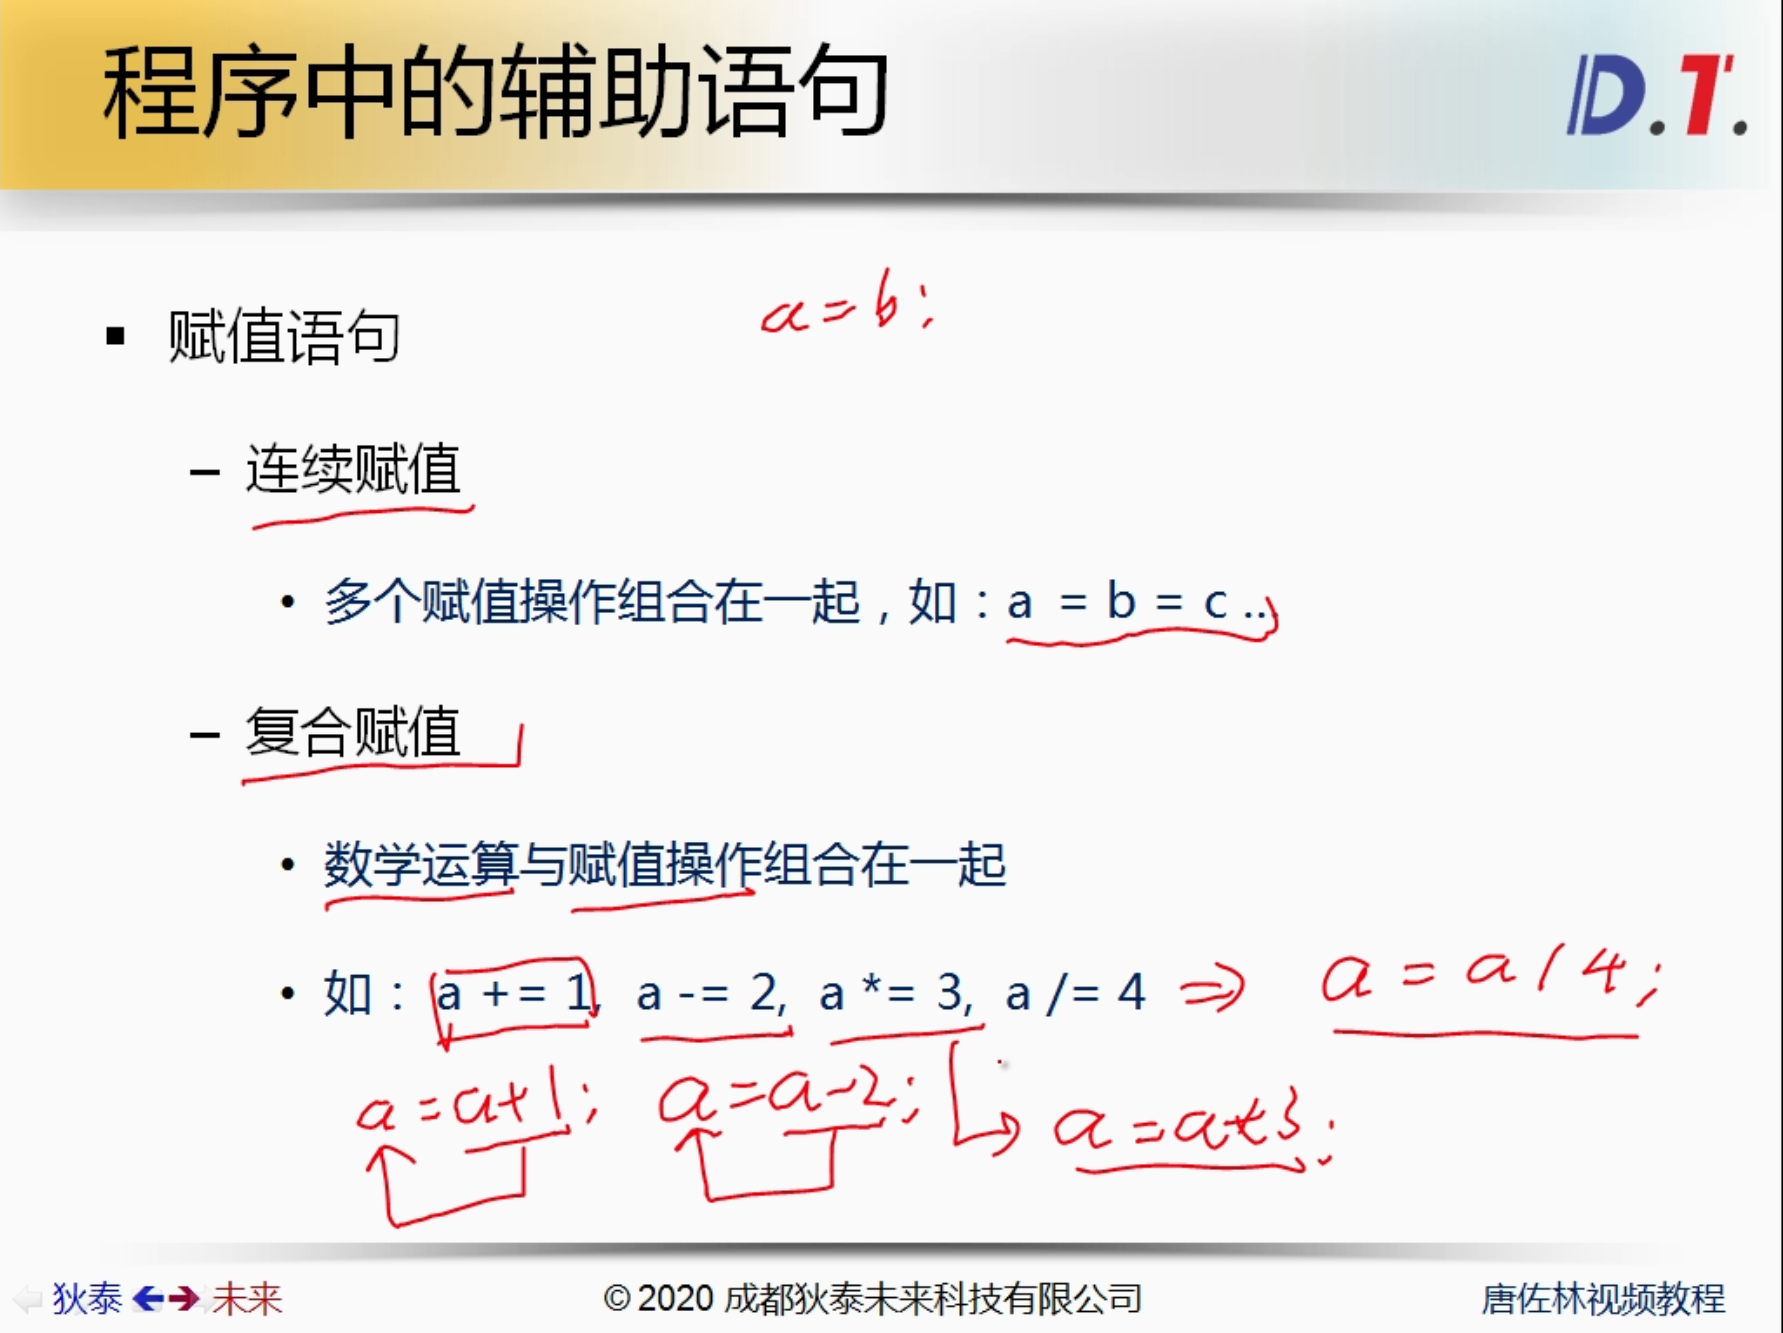 程序中的辅助语句
D.T.
a=b;
▪ 赋值语句
– 连续赋值
• 多个赋值操作组合在一起，如：a = b = c ...
– 复合赋值
• 数学运算与赋值操作组合在一起
• 如： a += 1, a -= 2, a *= 3, a /= 4 ⇒ a = a / 4;
a=a+1; a=a-2; a=a*3;
狄泰 未来
© 2020 成都狄泰未来科技有限公司
唐佐林视频教程